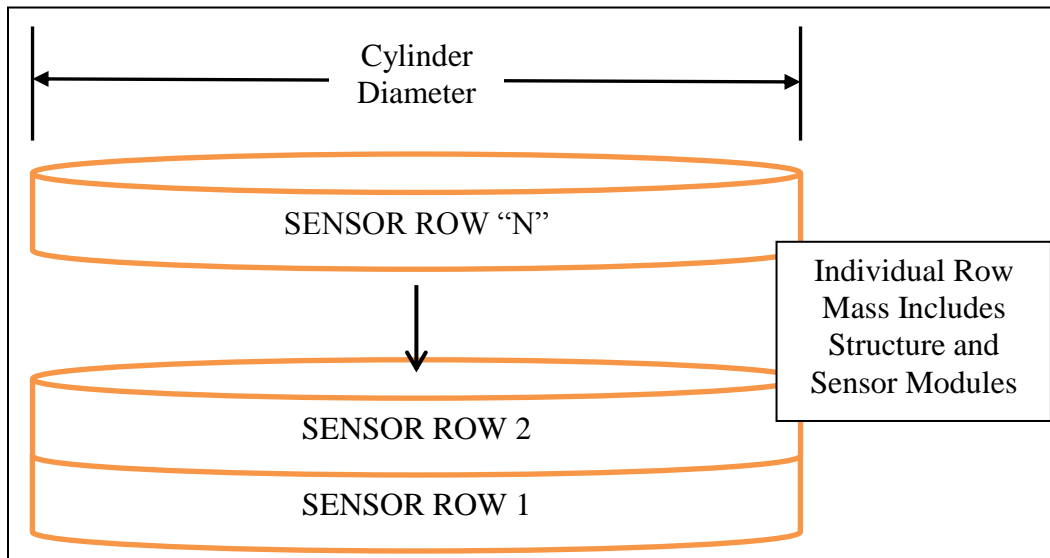 Cylinder
Diameter
SENSOR ROW “N”
Individual Row
Mass Includes
Structure and
Sensor Modules
SENSOR ROW 2
SENSOR ROW 1